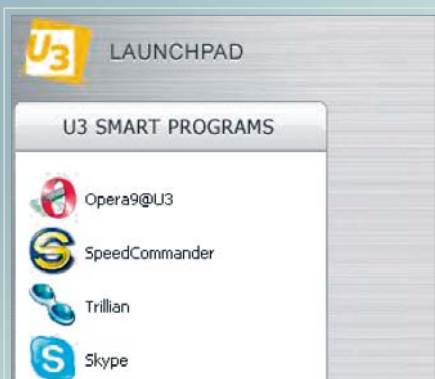 U3
LAUNCHPAD
U3 SMART PROGRAMS
Opera9@U3
SpeedCommander
Trillian
Skype